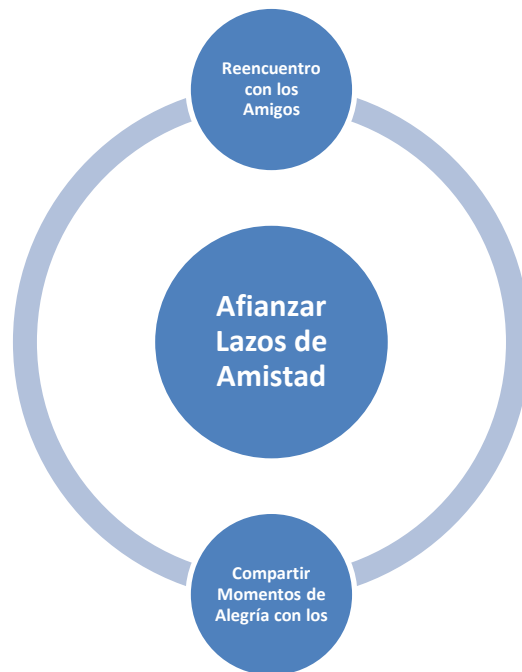 Reencuentro
con los
Amigos
Afianzar
Lazos de
Amistad
Compartir
Momentos de
Alegría con los